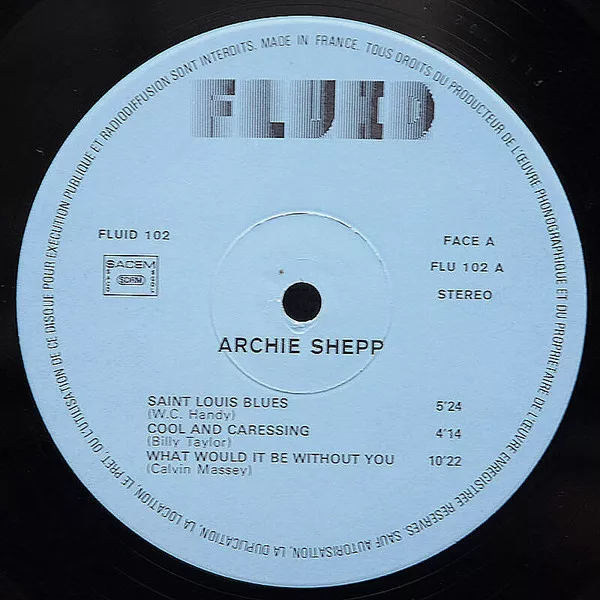 TOUS DROITS DU PRODUCTEUR DE L'ŒUVRE PHONOGRAPHIQUE ET DU PROPRIETAIRE DE L'ŒUVRE ENREGISTREE RESERVES. SAUF AUTORISATION, LA DUPLICATION, LA LOCATION, LE PRET, OU L'UTILISATION DE CE DISQUE POUR EXECUTION PUBLIQUE ET RADIODIFFUSION SONT INTERDITS. MADE IN FRANCE.
FLUID
FLUID 102
FACE A
SACEM
SDRM
FLU 102 A
STEREO
ARCHIE SHEPP
SAINT LOUIS BLUES 5'24
(W.C. Handy)
COOL AND CARESSING 4'14
(Billy Taylor)
WHAT WOULD IT BE WITHOUT YOU 10'22
(Calvin Massey)